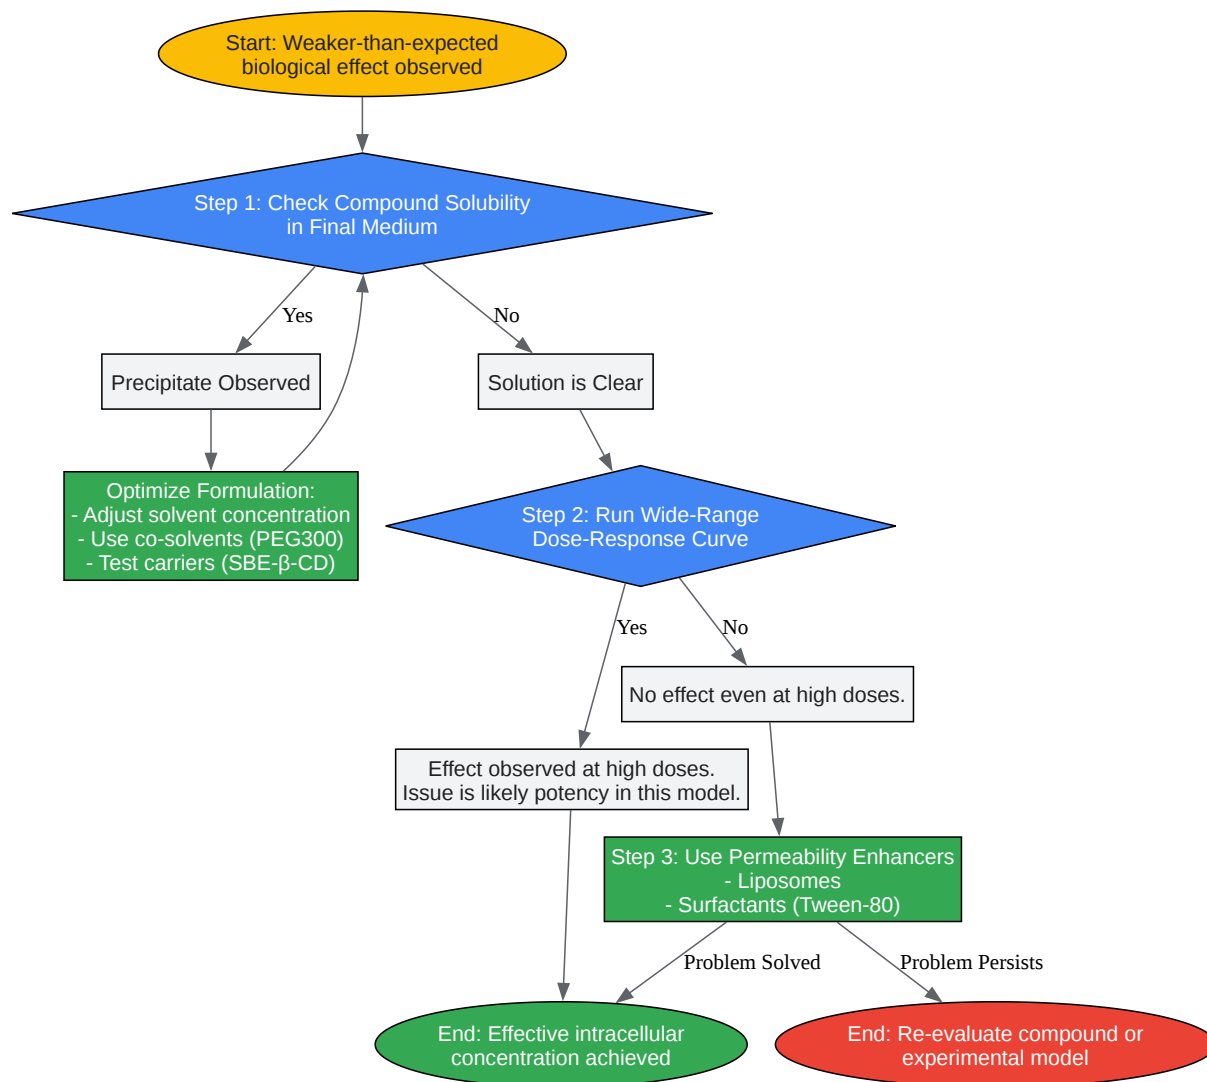 Start: Weaker-than-expected
biological effect observed
Step 1: Check Compound Solubility
in Final Medium
Yes
No
Precipitate Observed
Solution is Clear
Optimize Formulation:
- Adjust solvent concentration
- Use co-solvents (PEG300)
- Test carriers (SBE-β-CD)
Step 2: Run Wide-Range
Dose-Response Curve
Yes
No
No effect even at high doses.
Effect observed at high doses.
Issue is likely potency in this model.
Step 3: Use Permeability Enhancers
- Liposomes
- Surfactants (Tween-80)
Problem Solved
Problem Persists
End: Effective intracellular
concentration achieved
End: Re-evaluate compound or
experimental model